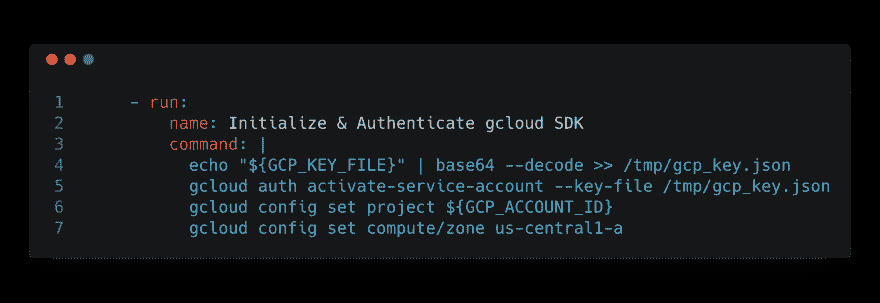 1 - run:
2 name: Initialize & Authenticate gcloud SDK
3 command: |
4 echo "${GCP_KEY_FILE}" | base64 --decode >> /tmp/gcp_key.json
5 gcloud auth activate-service-account --key-file /tmp/gcp_key.json
6 gcloud config set project ${GCP_ACCOUNT_ID}
7 gcloud config set compute/zone us-central1-a